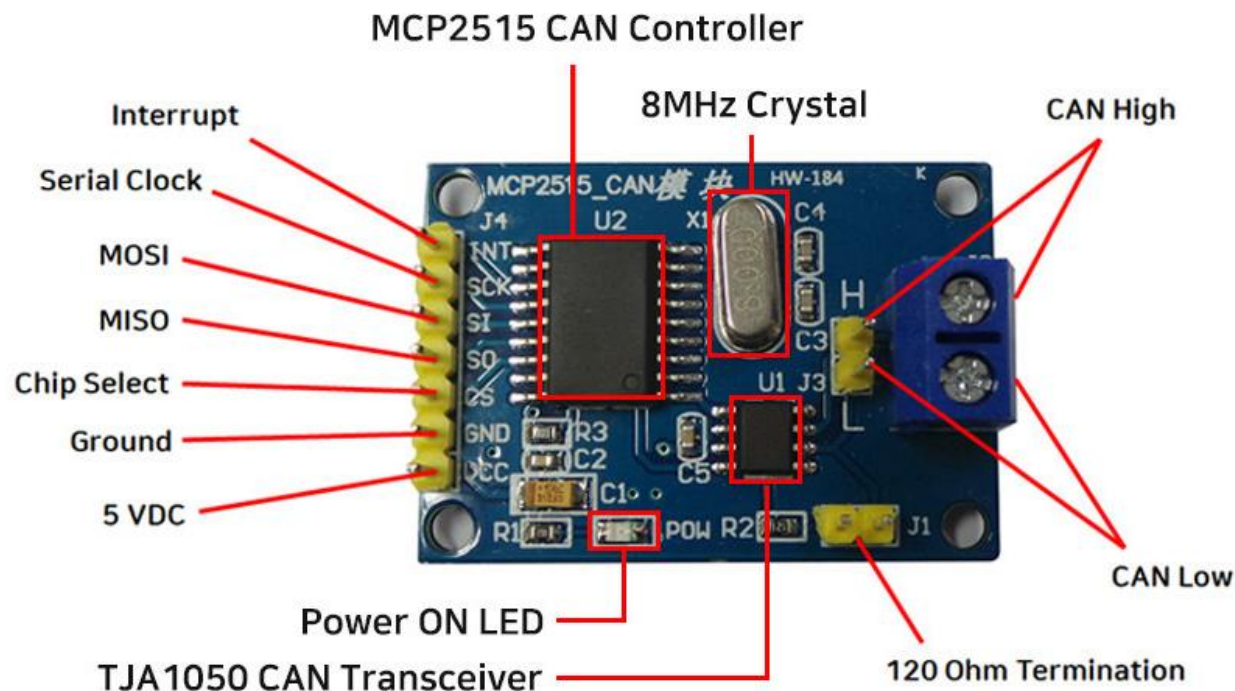 MCP2515 CAN Controller
8MHz Crystal
CAN High
Interrupt
Serial Clock
MOSI
MISO
Chip Select
Ground
5 VDC
MCP2515_CAN模块
HW-184
K
J4
U2
X1
C4
INT
SCK
SI
SO
CS
GND
VCC
H
C3
U1
J3
L
R3
C2
C5
C1
R1
POW
R2
J1
CAN Low
Power ON LED
TJA1050 CAN Transceiver
120 Ohm Termination